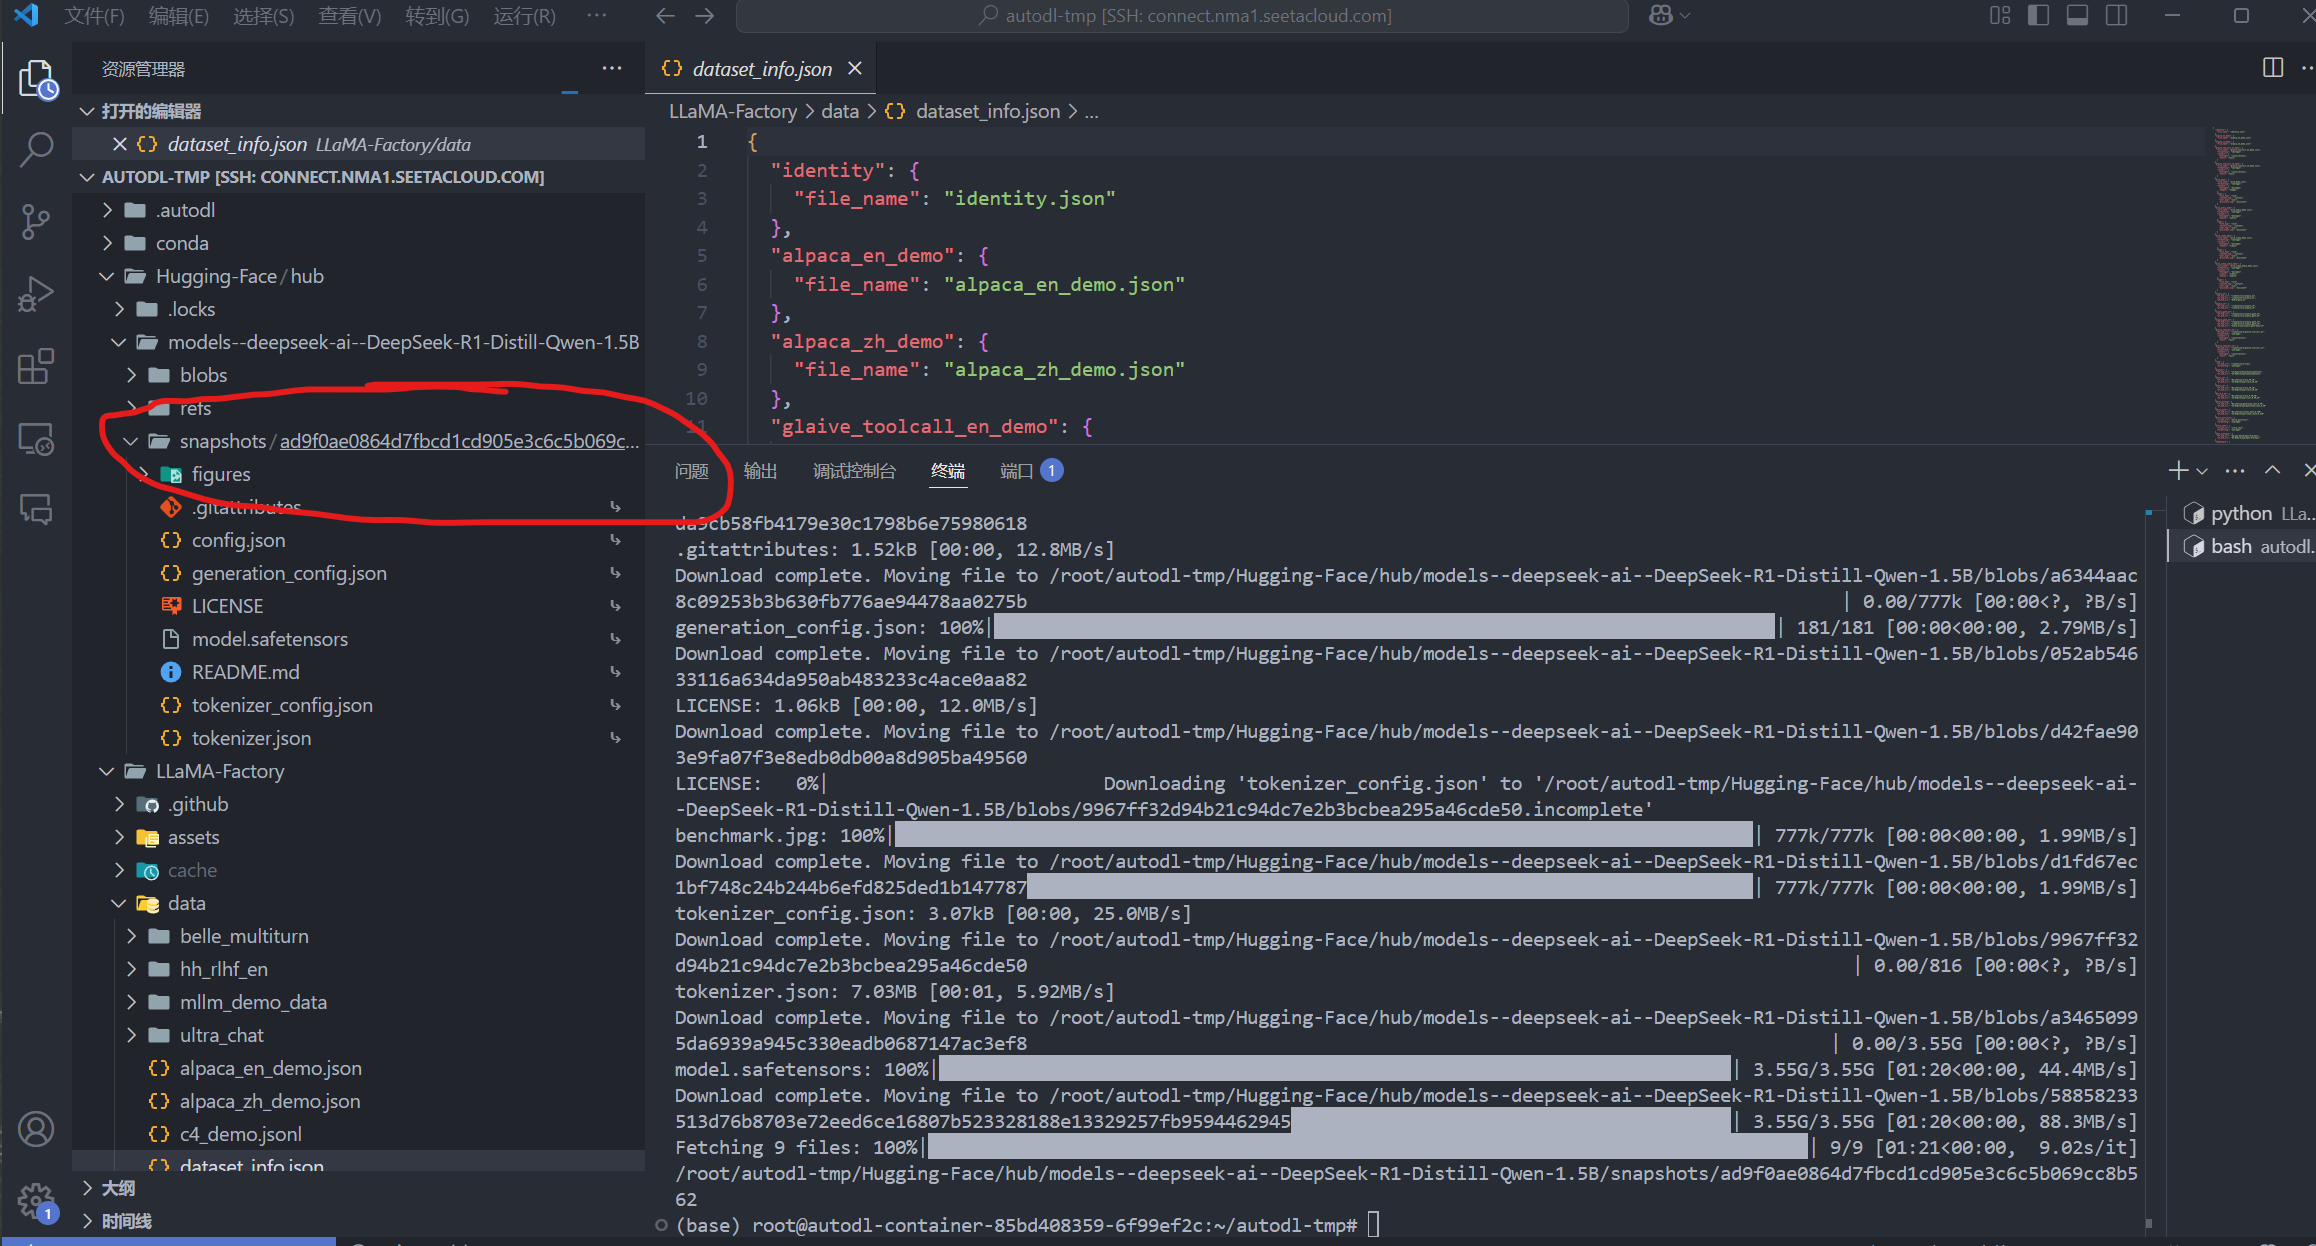 文件(F) 编辑(E) 选择(S) 查看(V) 转到(G) 运行(R) ··· autodl-tmp [SSH: connect.nma1.seetacloud.com]
资源管理器 ···
打开的编辑器
dataset_info.json LLaMA-Factory/data
AUTODL-TMP [SSH: CONNECT.NMA1.SEETACLOUD.COM]
.autodl
conda
Hugging-Face/hub
.locks
models--deepseek-ai--DeepSeek-R1-Distill-Qwen-1.5B
blobs
refs
snapshots/ad9f0ae0864d7fbcd1cd905e3c6c5b069c...
figures
.gitattributes
config.json
generation_config.json
LICENSE
model.safetensors
README.md
tokenizer_config.json
tokenizer.json
LLaMA-Factory
.github
assets
cache
data
belle_multiturn
hh_rlhf_en
mllm_demo_data
ultra_chat
alpaca_en_demo.json
alpaca_zh_demo.json
c4_demo.jsonl
dataset_info.json
大纲
时间线
1
dataset_info.json
LLaMA-Factory > data > {} dataset_info.json > ...
1 {
2 "identity": {
3 "file_name": "identity.json"
4 },
5 "alpaca_en_demo": {
6 "file_name": "alpaca_en_demo.json"
7 },
8 "alpaca_zh_demo": {
9 "file_name": "alpaca_zh_demo.json"
10 },
11 "glaive_toolcall_en_demo": {
问题 输出 调试控制台 终端 端口 1
da9cb58fb4179e30c1798b6e75980618
.gitattributes: 1.52kB [00:00, 12.8MB/s]
Download complete. Moving file to /root/autodl-tmp/Hugging-Face/hub/models--deepseek-ai--DeepSeek-R1-Distill-Qwen-1.5B/blobs/a6344aac
8c09253b3b630fb776ae94478aa0275b | 0.00/777k [00:00<?, ?B/s]
generation_config.json: 100%| | 181/181 [00:00<00:00, 2.79MB/s]
Download complete. Moving file to /root/autodl-tmp/Hugging-Face/hub/models--deepseek-ai--DeepSeek-R1-Distill-Qwen-1.5B/blobs/052ab546
33116a634da950ab483233c4ace0aa82
LICENSE: 1.06kB [00:00, 12.0MB/s]
Download complete. Moving file to /root/autodl-tmp/Hugging-Face/hub/models--deepseek-ai--DeepSeek-R1-Distill-Qwen-1.5B/blobs/d42fae90
3e9fa07f3e8edb0db00a8d905ba49560
LICENSE: 0%| Downloading 'tokenizer_config.json' to '/root/autodl-tmp/Hugging-Face/hub/models--deepseek-ai-
-DeepSeek-R1-Distill-Qwen-1.5B/blobs/9967ff32d94b21c94dc7e2b3bcbea295a46cde50.incomplete'
benchmark.jpg: 100%| | 777k/777k [00:00<00:00, 1.99MB/s]
Download complete. Moving file to /root/autodl-tmp/Hugging-Face/hub/models--deepseek-ai--DeepSeek-R1-Distill-Qwen-1.5B/blobs/d1fd67ec
1bf748c24b244b6efd825ded1b147787 | 777k/777k [00:00<00:00, 1.99MB/s]
tokenizer_config.json: 3.07kB [00:00, 25.0MB/s]
Download complete. Moving file to /root/autodl-tmp/Hugging-Face/hub/models--deepseek-ai--DeepSeek-R1-Distill-Qwen-1.5B/blobs/9967ff32
d94b21c94dc7e2b3bcbea295a46cde50 | 0.00/816 [00:00<?, ?B/s]
tokenizer.json: 7.03MB [00:01, 5.92MB/s]
Download complete. Moving file to /root/autodl-tmp/Hugging-Face/hub/models--deepseek-ai--DeepSeek-R1-Distill-Qwen-1.5B/blobs/a3465099
5da6939a945c330eadb0687147ac3ef8 | 0.00/3.55G [00:00<?, ?B/s]
model.safetensors: 100%| | 3.55G/3.55G [01:20<00:00, 44.4MB/s]
Download complete. Moving file to /root/autodl-tmp/Hugging-Face/hub/models--deepseek-ai--DeepSeek-R1-Distill-Qwen-1.5B/blobs/58858233
513d76b8703e72eed6ce16807b523328188e13329257fb9594462945 | 3.55G/3.55G [01:20<00:00, 88.3MB/s]
Fetching 9 files: 100%| | 9/9 [01:21<00:00, 9.02s/it]
/root/autodl-tmp/Hugging-Face/hub/models--deepseek-ai--DeepSeek-R1-Distill-Qwen-1.5B/snapshots/ad9f0ae0864d7fbcd1cd905e3c6c5b069cc8b5
62
(base) root@autodl-container-85bd408359-6f99ef2c:~/autodl-tmp#
python LLa...
bash autodl.